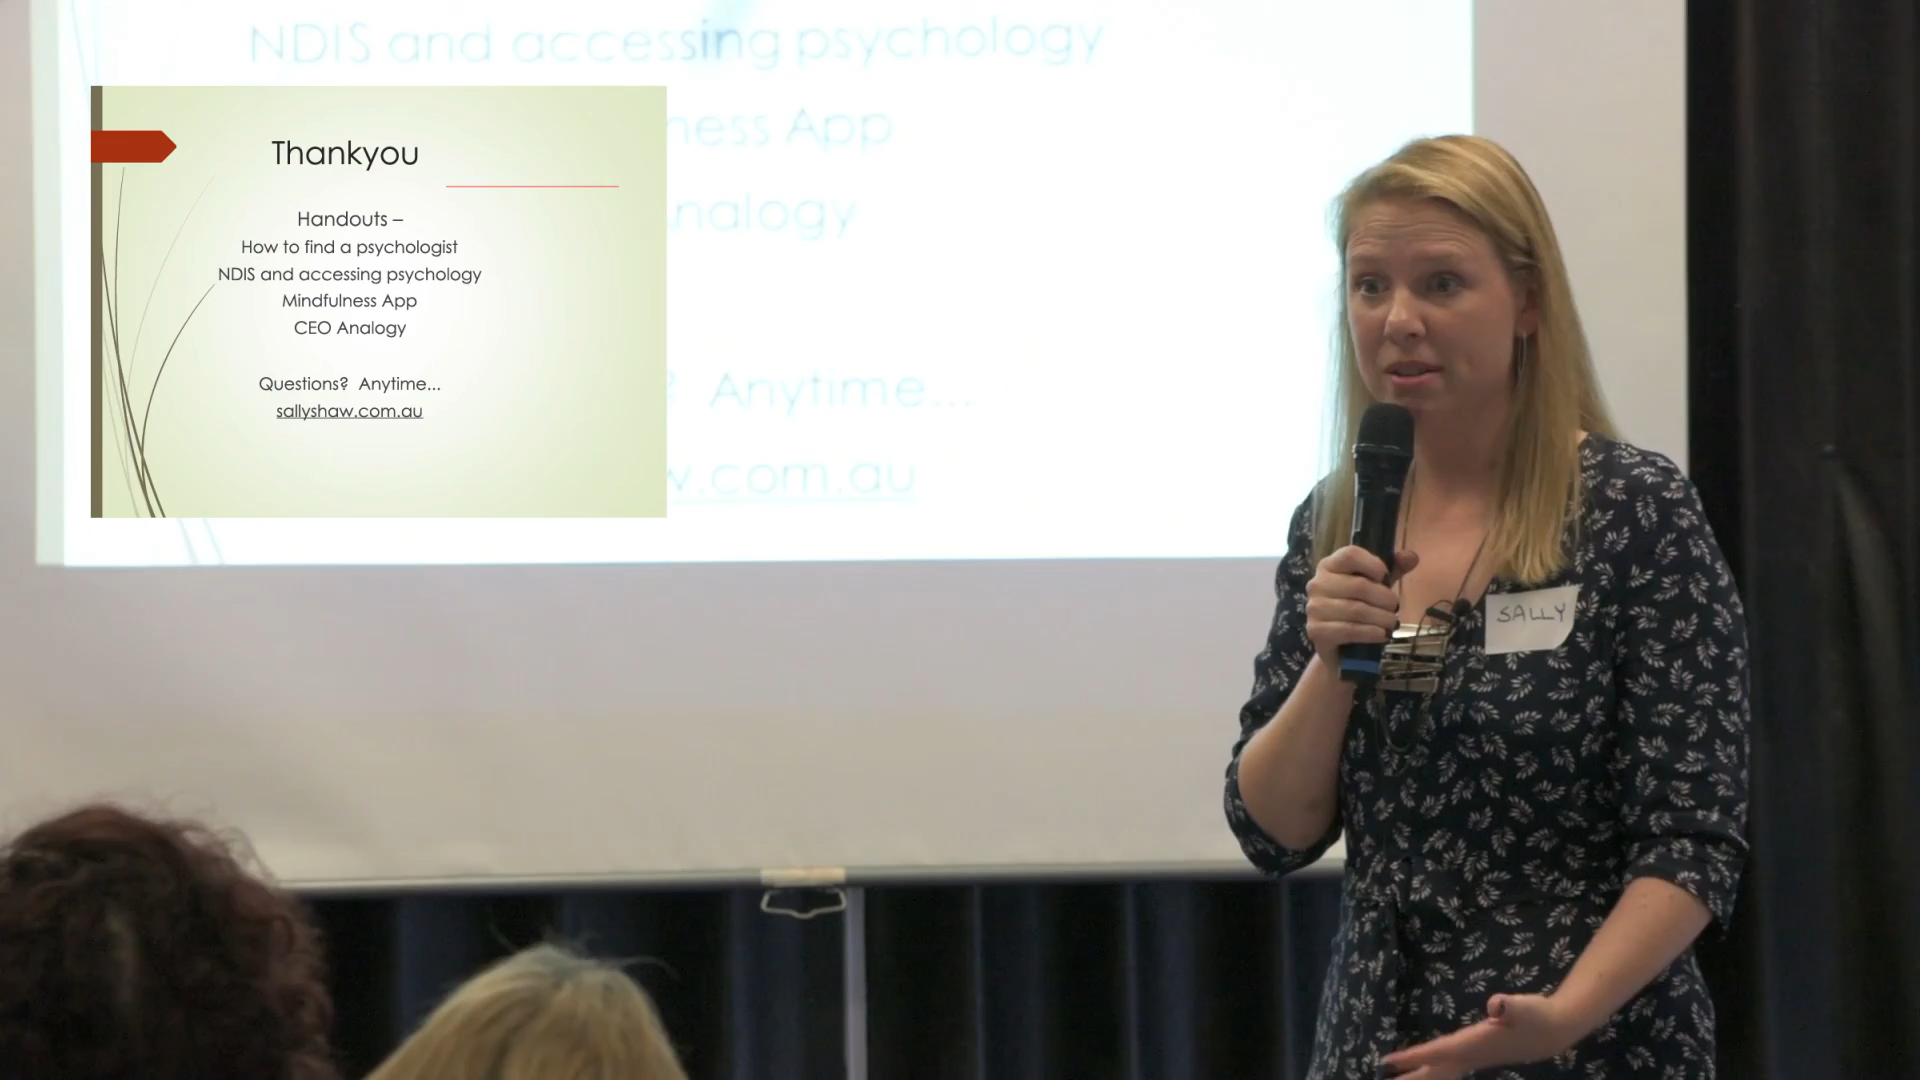 NDIS and accessing psychology
ness App
nalogy
? Anytime...
w.com.au
Thankyou
Handouts –
How to find a psychologist
NDIS and accessing psychology
Mindfulness App
CEO Analogy
Questions? Anytime...
sallyshaw.com.au
SALLY